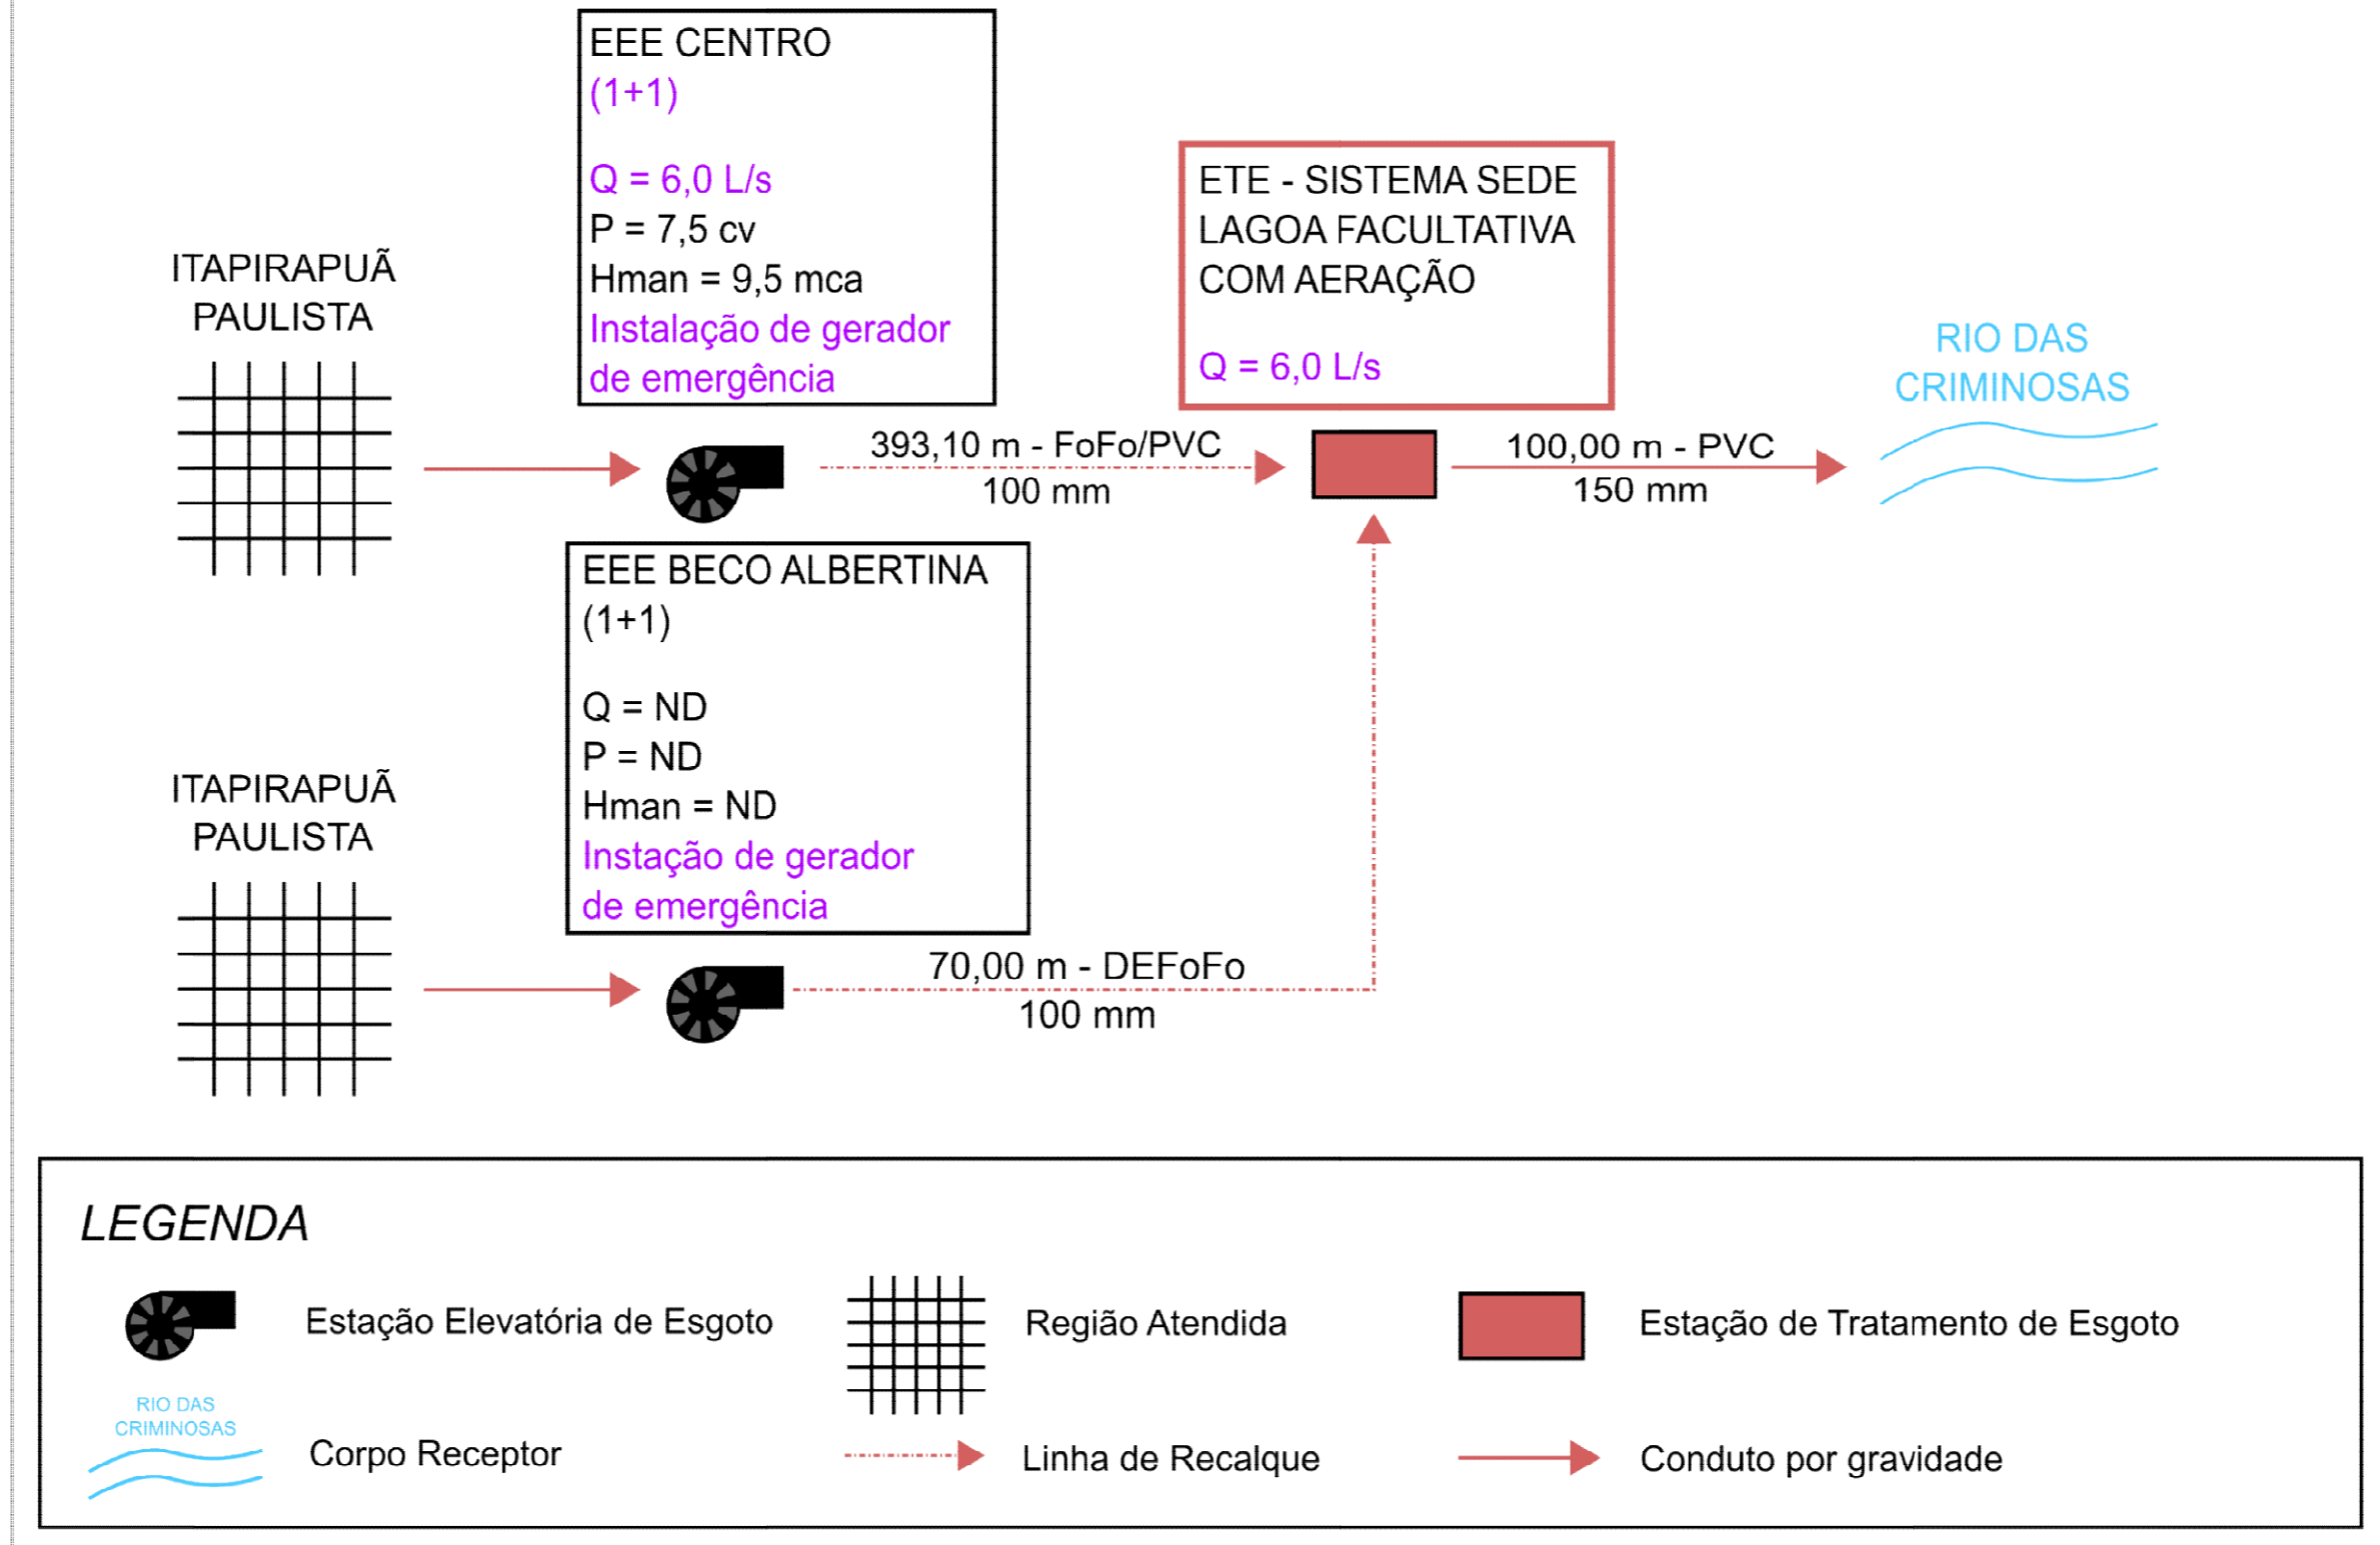 EEE CENTRO
(1+1)
Q = 6,0 L/s
P = 7,5 cv
Hman = 9,5 mca
Instalação de gerador
de emergência
ETE - SISTEMA SEDE
LAGOA FACULTATIVA
COM AERAÇÃO
Q = 6,0 L/s
ITAPIRAPUÃ
PAULISTA
RIO DAS
CRIMINOSAS
393,10 m - FoFo/PVC
100 mm
100,00 m - PVC
150 mm
EEE BECO ALBERTINA
(1+1)
Q = ND
P = ND
Hman = ND
Instação de gerador
de emergência
ITAPIRAPUÃ
PAULISTA
70,00 m - DEFoFo
100 mm
LEGENDA
Estação Elevatória de Esgoto
Região Atendida
Estação de Tratamento de Esgoto
RIO DAS
CRIMINOSAS
Corpo Receptor
Linha de Recalque
Conduto por gravidade